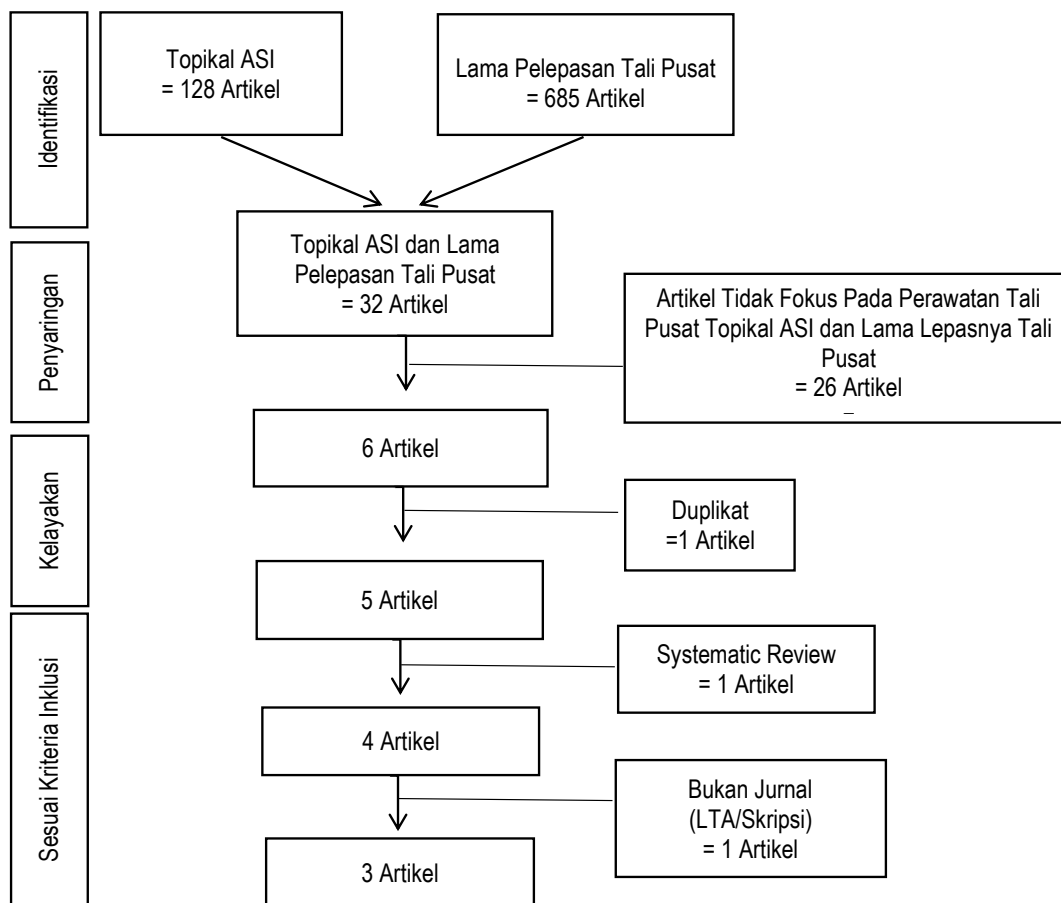 Identifikasi
Topikal ASI
= 128 Artikel
Lama Pelepasan Tali Pusat
= 685 Artikel
Penyaringan
Topikal ASI dan Lama
Pelepasan Tali Pusat
= 32 Artikel
Artikel Tidak Fokus Pada Perawatan Tali
Pusat Topikal ASI dan Lama Lepasnya Tali
Pusat
= 26 Artikel
–
Kelayakan
6 Artikel
Duplikat
=1 Artikel
5 Artikel
Sesuai Kriteria Inklusi
Systematic Review
= 1 Artikel
4 Artikel
Bukan Jurnal
(LTA/Skripsi)
= 1 Artikel
3 Artikel